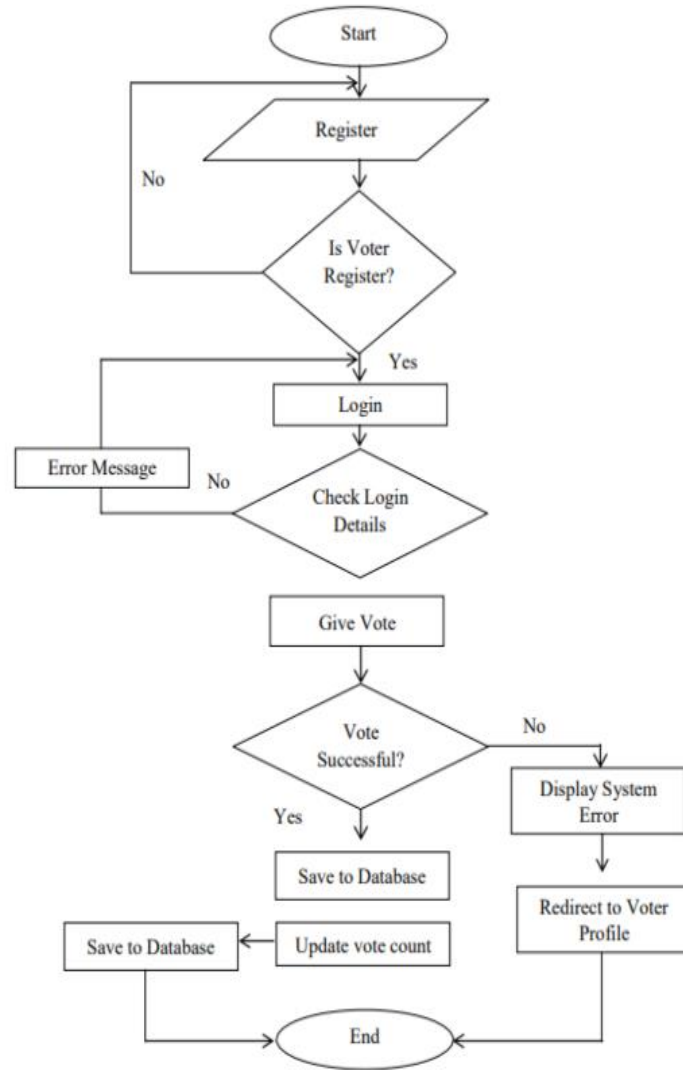 Start
Register
No
Is Voter
Register?
Yes
Login
Error Message
No
Check Login
Details
Give Vote
Vote
Successful?
No
Display System
Error
Yes
Save to Database
Redirect to Voter
Profile
Save to Database
Update vote count
End